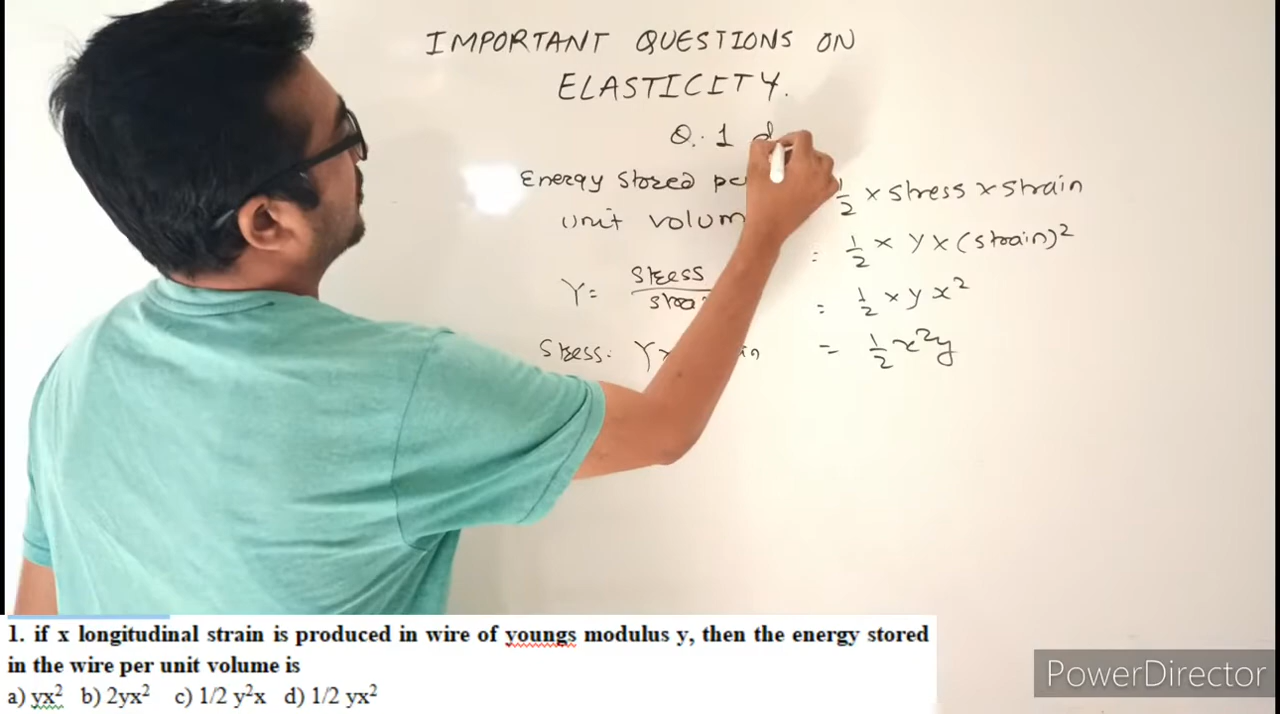 IMPORTANT QUESTIONS ON
ELASTICITY.
Q. 1 d
Energy stored
unit
1/2 × stress × strain
= 1/2 × Y × (strain)²
= 1/2 × y x²
= 1/2 x²y
Y = stress
Stress:
1. if x longitudinal strain is produced in wire of youngs modulus y, then the energy stored
in the wire per unit volume is
a) yx² b) 2yx² c) 1/2 y²x d) 1/2 yx²
PowerDirector